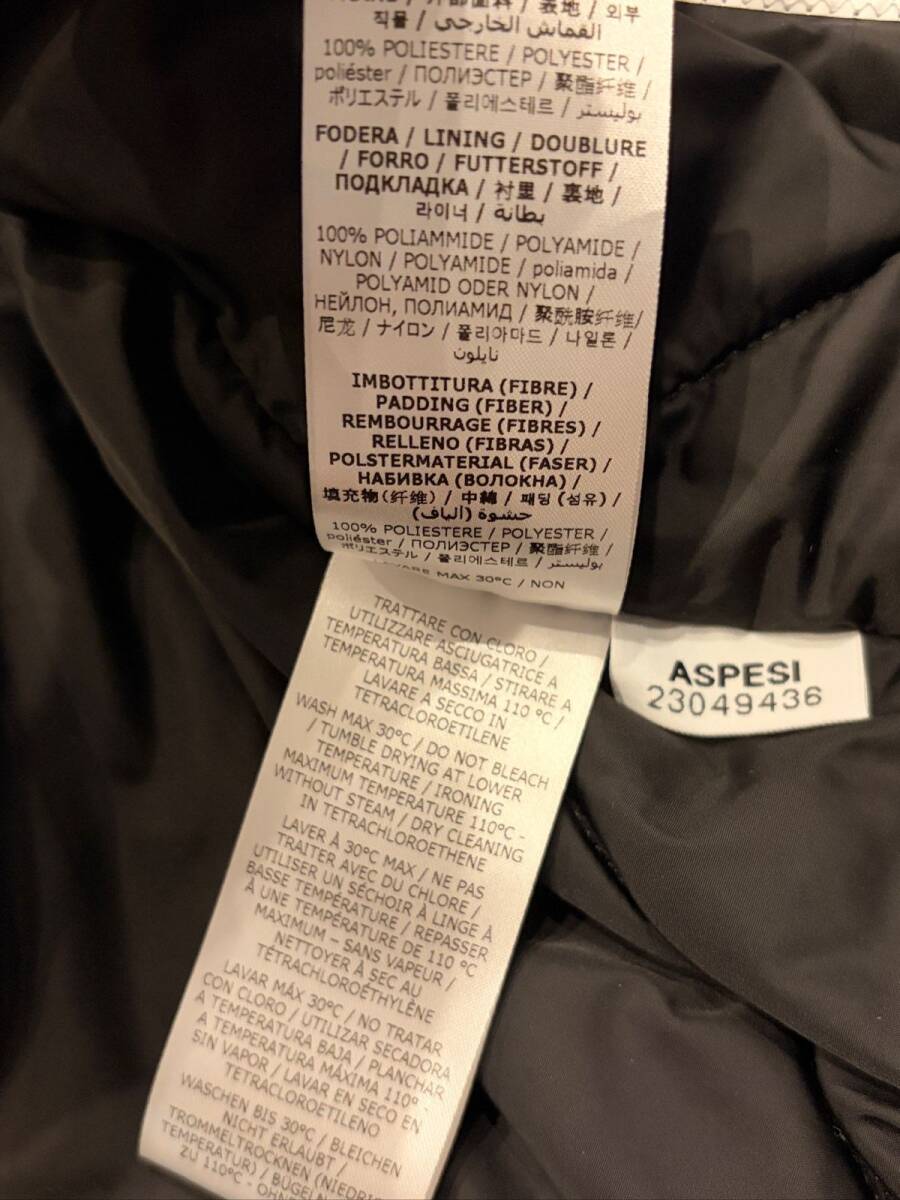 外部面料 / 表地 / 외부
직물 / القماش الخارجي
100% POLIESTERE / POLYESTER /
poliéster / ПОЛИЭСТЕР / 聚酯纤维 /
ポリエステル / 폴리에스테르 / بوليستر
FODERA / LINING / DOUBLURE
/ FORRO / FUTTERSTOFF /
ПОДКЛАДКА / 衬里 / 裏地 /
라이너 / بطانة
100% POLIAMMIDE / POLYAMIDE /
NYLON / POLYAMIDE / poliamida /
POLYAMID ODER NYLON /
НЕЙЛОН, ПОЛИАМИД / 聚酰胺纤维/
尼龙 / ナイロン / 폴리아마드 / 나일론 /
نايلون
IMBOTTITURA (FIBRE) /
PADDING (FIBER) /
REMBOURRAGE (FIBRES) /
RELLENO (FIBRAS) /
POLSTERMATERIAL (FASER) /
НАБИВКА (ВОЛОКНА) /
填充物(纤维) / 中綿 / 패딩 (섬유) /
حشوة (الياف)
100% POLIESTERE / POLYESTER /
poliéster / ПОЛИЭСТЕР / 聚酯纤维 /
ポリエステル / 폴리에스테르 / بوليستر
MAX 30°C / NON
TRATTARE CON CLORO /
UTILIZZARE ASCIUGATRICE A
TEMPERATURA BASSA / STIRARE A
TEMPERATURA MASSIMA 110 °C /
LAVARE A SECCO IN
TETRACLOROETILENE
WASH MAX 30°C / DO NOT BLEACH
/ TUMBLE DRYING AT LOWER
TEMPERATURE / IRONING
MAXIMUM TEMPERATURE 110°C -
WITHOUT STEAM / DRY CLEANING
IN TETRACHLOROETHENE
LAVER À 30°C MAX / NE PAS
TRAITER AVEC DU CHLORE /
UTILISER UN SÉCHOIR À LINGE À
BASSE TEMPÉRATURE / REPASSER
À UNE TEMPÉRATURE DE 110 °C
MAXIMUM – SANS VAPEUR /
NETTOYER À SEC AU
TÉTRACHLOROÉTHYLÈNE
LAVAR MÁX 30°C / NO TRATAR
CON CLORO / UTILIZAR SECADORA
A TEMPERATURA BAJA / PLANCHAR
A TEMPERATURA MÁXIMA 110° -
SIN VAPOR / LAVAR EN SECO EN
TETRACLOROETILENO
WASCHEN BIS 30°C / BLEICHEN
NICHT ERLAUBT /
TROMMELTROCKNEN (NIEDRIG
TEMPERATUR) / BÜGELN
ZU 110°C - OHNE
ASPESI
23049436